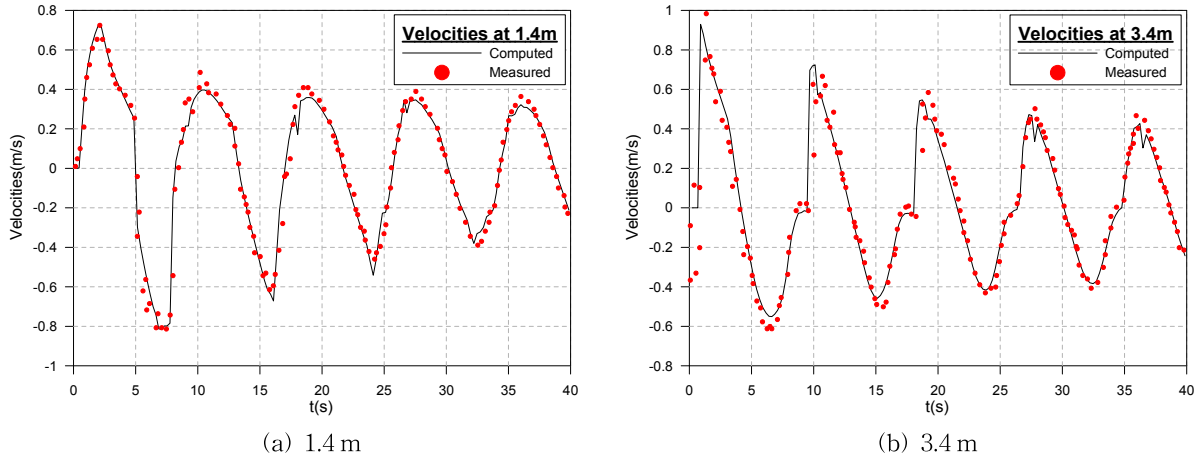 Velocities at 1.4m
Computed
Measured
Velocities(m/s)
0.8
0.6
0.4
0.2
0
-0.2
-0.4
-0.6
-0.8
-1
0 5 10 15 20 25 30 35 40
t(s)
(a) 1.4 m
Velocities at 3.4m
Computed
Measured
Velocities(m/s)
1
0.8
0.6
0.4
0.2
0
-0.2
-0.4
-0.6
-0.8
0 5 10 15 20 25 30 35 40
t(s)
(b) 3.4 m